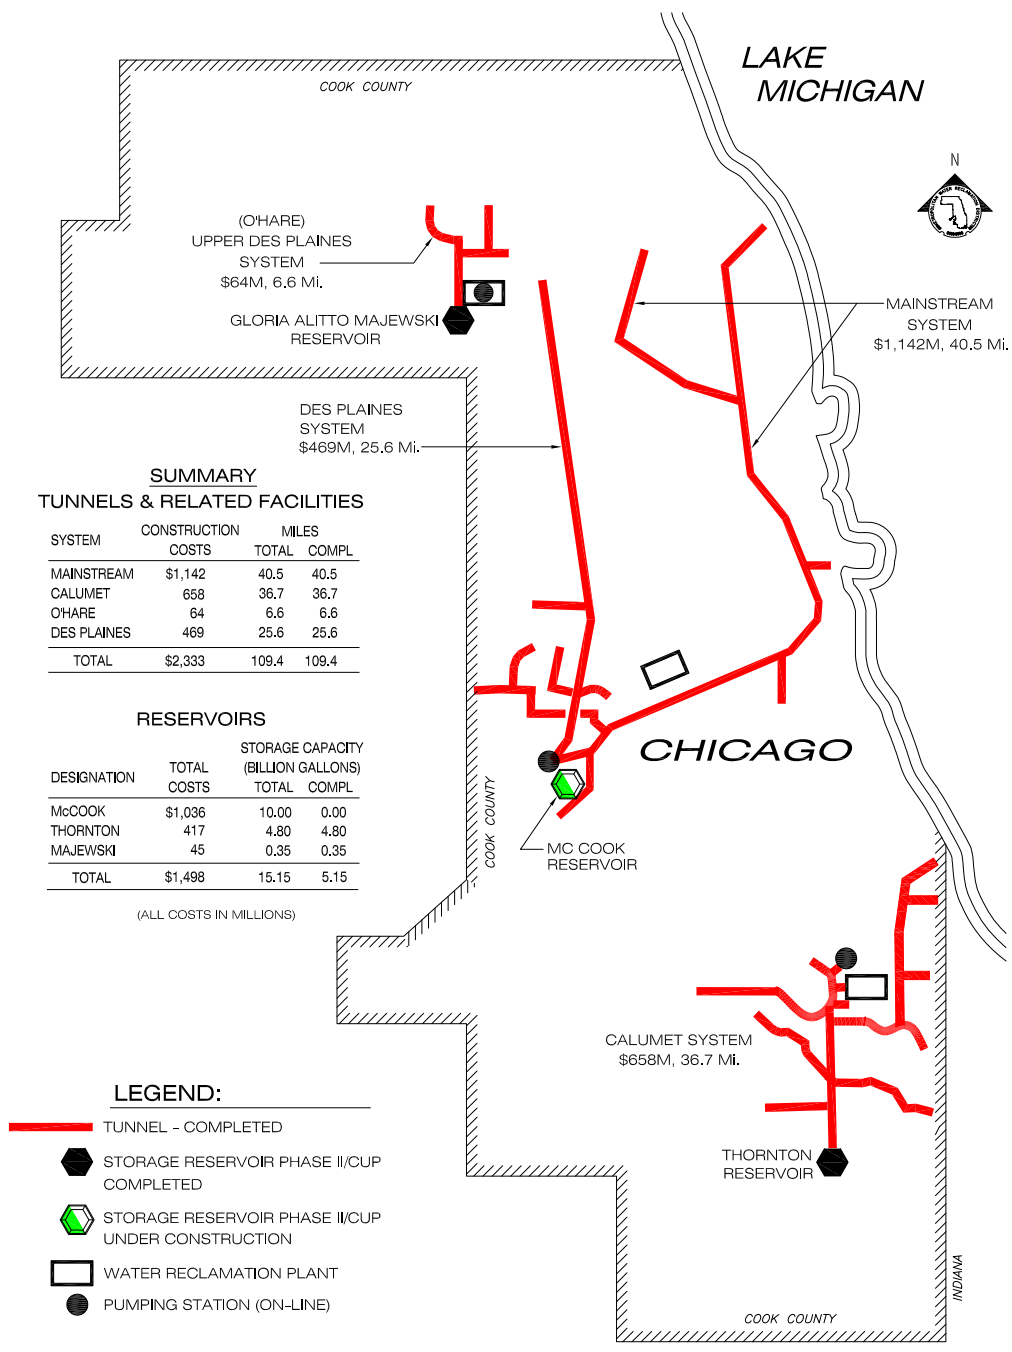 LAKE
MICHIGAN
COOK COUNTY
N
(O'HARE)
UPPER DES PLAINES
SYSTEM
$64M, 6.6 Mi.
GLORIA ALITTO MAJEWSKI
RESERVOIR
MAINSTREAM
SYSTEM
$1,142M, 40.5 Mi.
DES PLAINES
SYSTEM
$469M, 25.6 Mi.
SUMMARY
TUNNELS & RELATED FACILITIES
SYSTEM CONSTRUCTION COSTS MILES
TOTAL COMPL
MAINSTREAM $1,142 40.5 40.5
CALUMET 658 36.7 36.7
O'HARE 64 6.6 6.6
DES PLAINES 469 25.6 25.6
TOTAL $2,333 109.4 109.4
RESERVOIRS
STORAGE CAPACITY
(BILLION GALLONS)
DESIGNATION TOTAL COSTS TOTAL COMPL
McCOOK $1,036 10.00 0.00
THORNTON 417 4.80 4.80
MAJEWSKI 45 0.35 0.35
TOTAL $1,498 15.15 5.15
(ALL COSTS IN MILLIONS)
CHICAGO
COOK COUNTY
MC COOK
RESERVOIR
CALUMET SYSTEM
$658M, 36.7 Mi.
THORNTON
RESERVOIR
LEGEND:
TUNNEL - COMPLETED
STORAGE RESERVOIR PHASE II/CUP
COMPLETED
STORAGE RESERVOIR PHASE II/CUP
UNDER CONSTRUCTION
WATER RECLAMATION PLANT
PUMPING STATION (ON-LINE)
INDIANA
COOK COUNTY